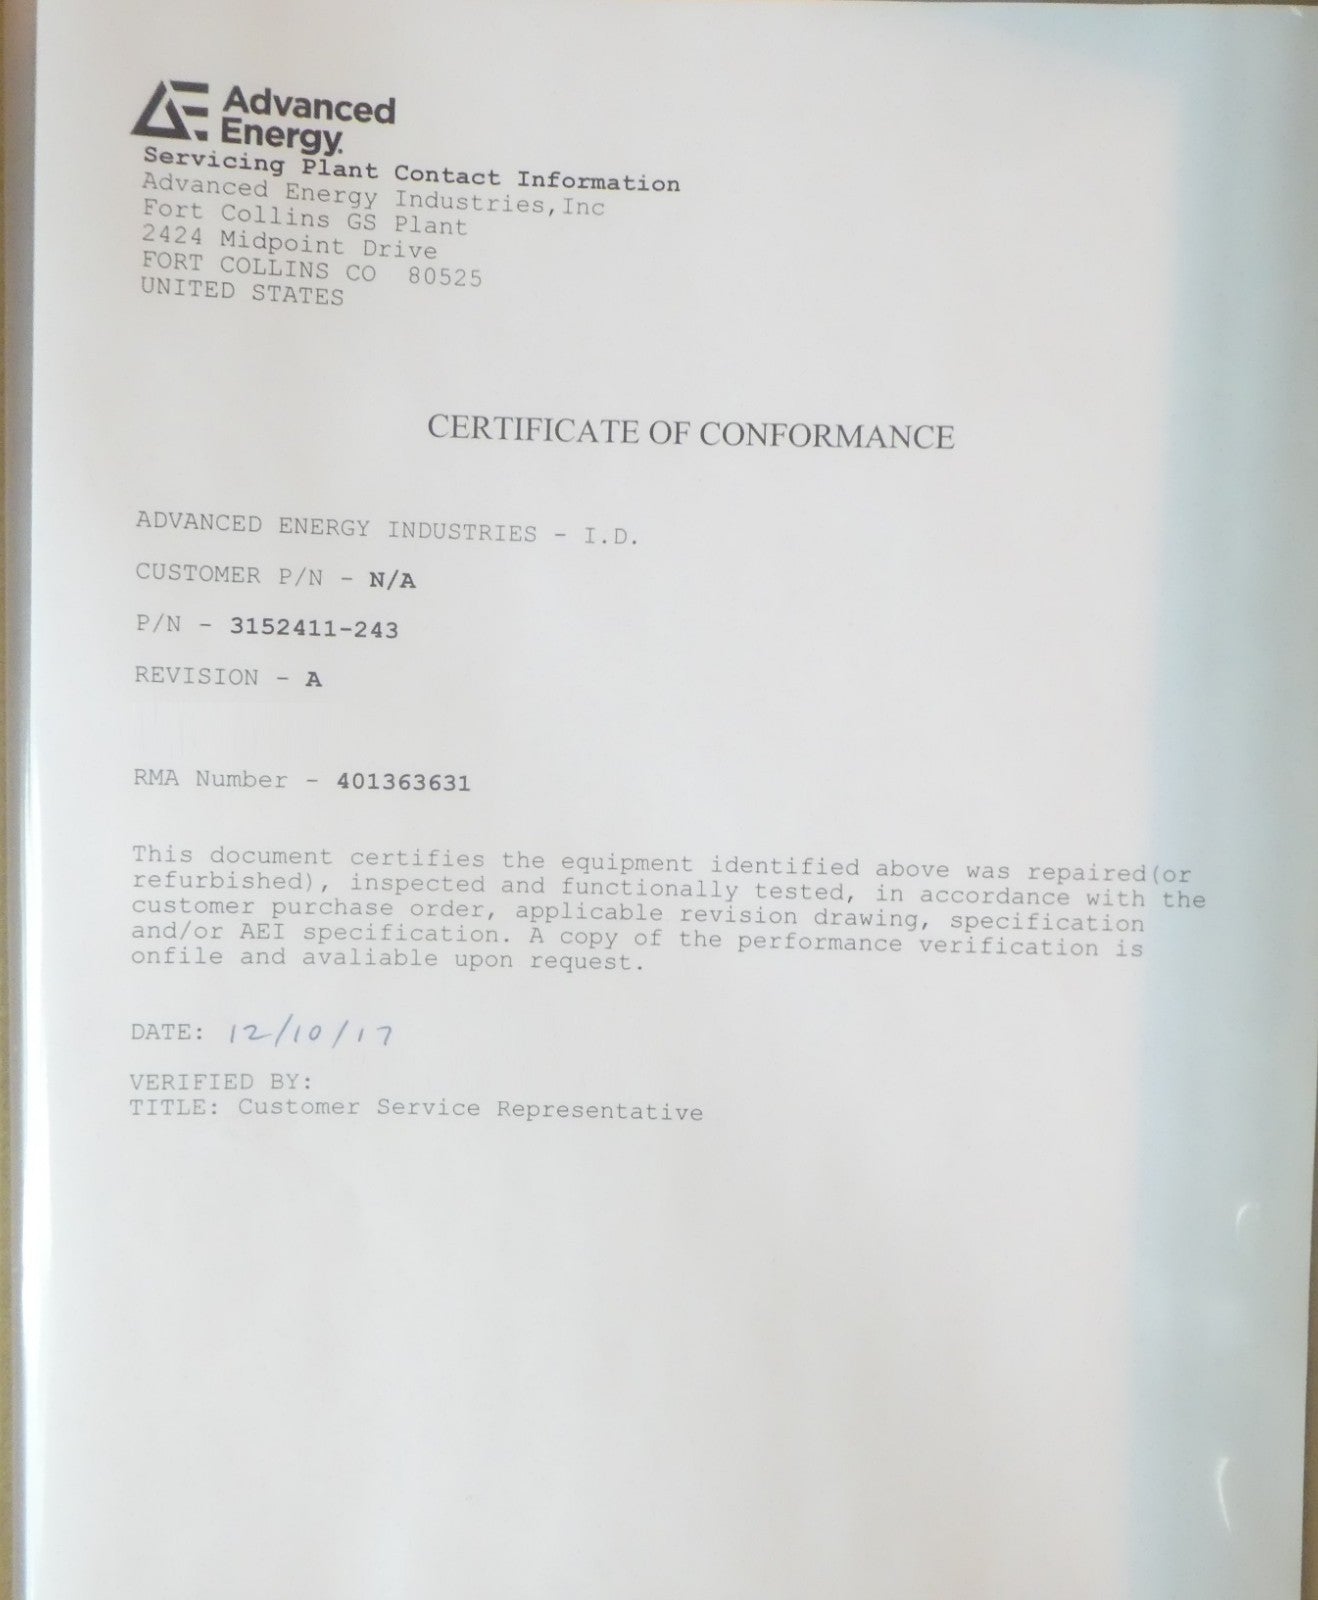 Advanced
Energy.
Servicing Plant Contact Information
Advanced Energy Industries,Inc
Fort Collins GS Plant
2424 Midpoint Drive
FORT COLLINS CO  80525
UNITED STATES
CERTIFICATE OF CONFORMANCE
ADVANCED ENERGY INDUSTRIES - I.D.
CUSTOMER P/N - N/A
P/N - 3152411-243
REVISION - A
RMA Number - 401363631
This document certifies the equipment identified above was repaired(or
refurbished), inspected and functionally tested, in accordance with the
customer purchase order, applicable revision drawing, specification
and/or AEI specification. A copy of the performance verification is
onfile and avaliable upon request.
DATE: 12/10/17
VERIFIED BY:
TITLE: Customer Service Representative